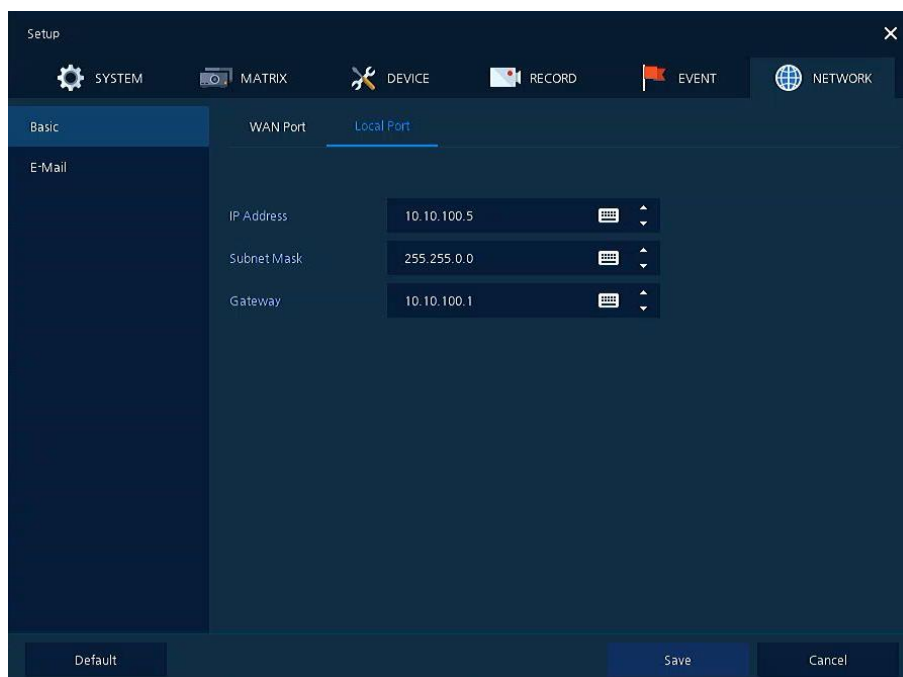 Setup
SYSTEM MATRIX DEVICE RECORD EVENT NETWORK
Basic
E-Mail
WAN Port Local Port
IP Address 10.10.100.5
Subnet Mask 255.255.0.0
Gateway 10.10.100.1
Default Save Cancel